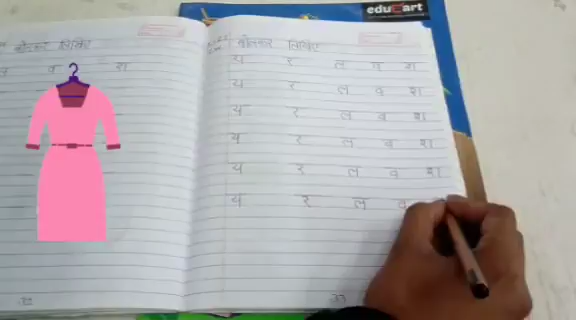 educart
बोलकर लिखिए
व श
बोलकर लिखिए
य र ल व श
य र ल व श
य र ल व श
व र ल व श
य र ल व श
य र ल व